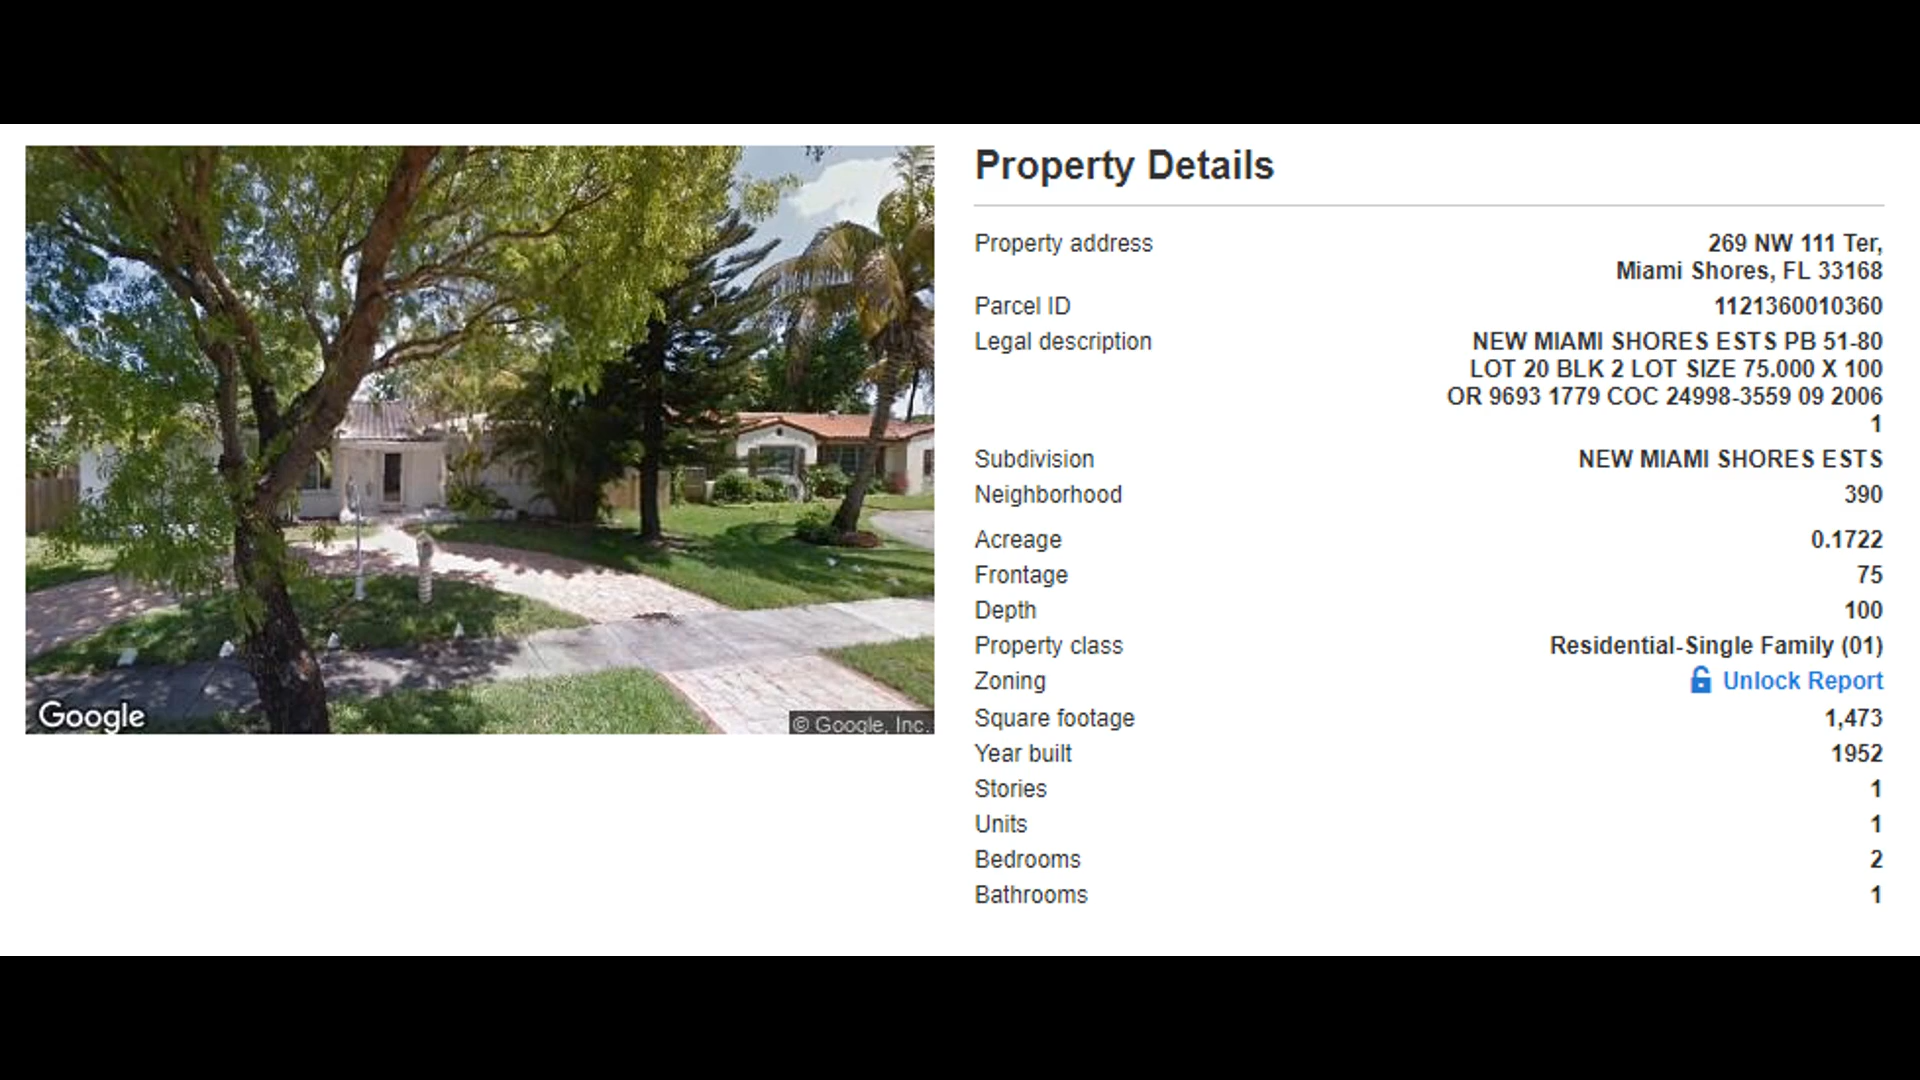 Property Details
Property address 269 NW 111 Ter,
Miami Shores, FL 33168
Parcel ID 1121360010360
Legal description NEW MIAMI SHORES ESTS PB 51-80
LOT 20 BLK 2 LOT SIZE 75.000 X 100
OR 9693 1779 COC 24998-3559 09 2006
1
Subdivision NEW MIAMI SHORES ESTS
Neighborhood 390
Acreage 0.1722
Frontage 75
Depth 100
Property class Residential-Single Family (01)
Zoning Unlock Report
Square footage 1,473
Year built 1952
Stories 1
Units 1
Bedrooms 2
Bathrooms 1
Google
© Google, Inc.